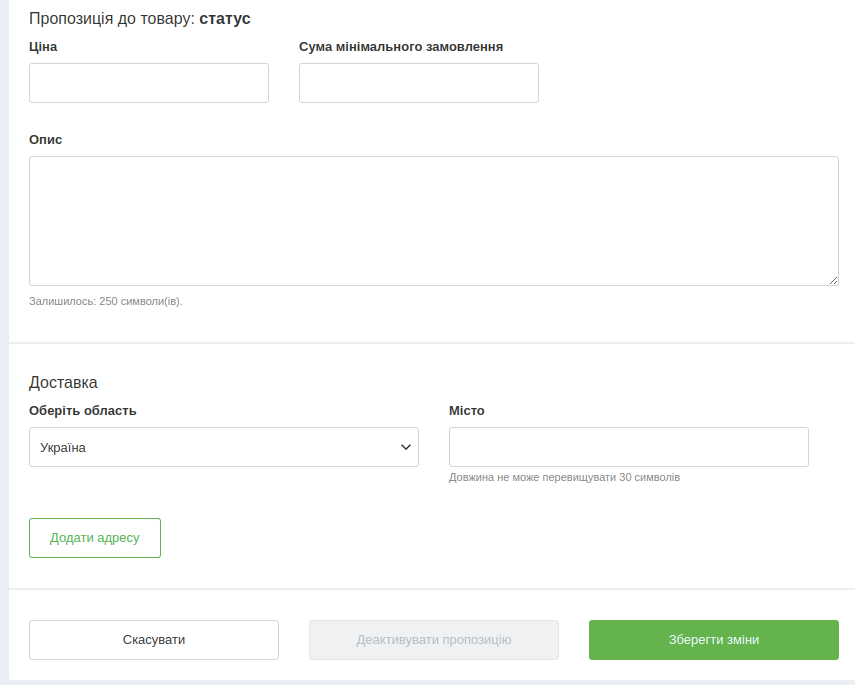 Пропозиція до товару: статус
Ціна
Сума мінімального замовлення
Опис
Залишилось: 250 символи(ів).
Доставка
Оберіть область
Місто
Україна
Довжина не може перевищувати 30 символів
Додати адресу
Скасувати
Деактивувати пропозицію
Зберегти зміни